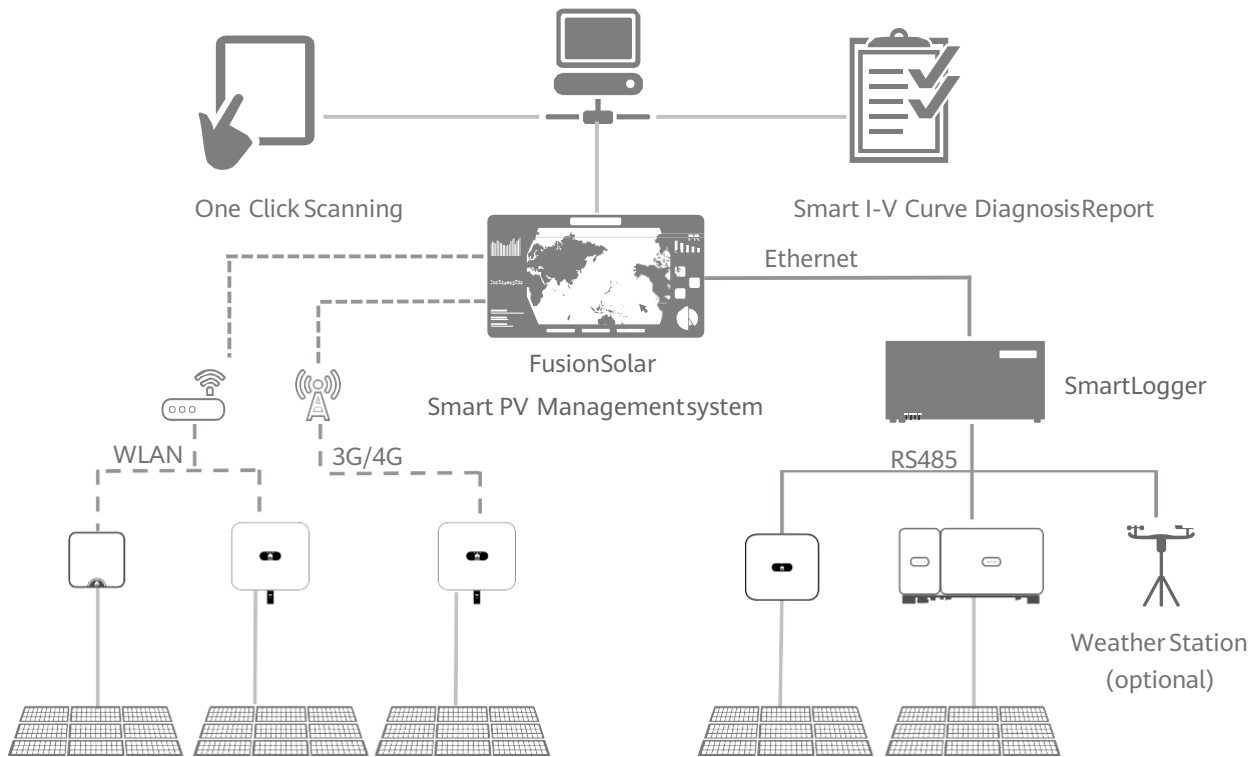 One Click Scanning
Smart I-V Curve DiagnosisReport
Ethernet
FusionSolar
Smart PV Managementsystem
SmartLogger
WLAN
3G/4G
RS485
Weather Station
(optional)